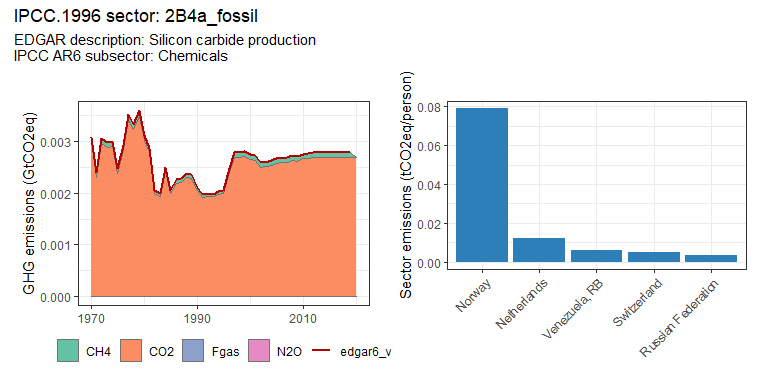 IPCC.1996 sector: 2B4a_fossil
EDGAR description: Silicon carbide production
IPCC AR6 subsector: Chemicals
GHG emissions (GtCO2eq)
0.003
0.002
0.001
0.000
1970
1990
2010
CH4
CO2
Fgas
N2O
edgar6_v
Sector emissions (tCO2eq/person)
0.08
0.06
0.04
0.02
0.00
Norway
Netherlands
Venezuela, RB
Switzerland
Russian Federation